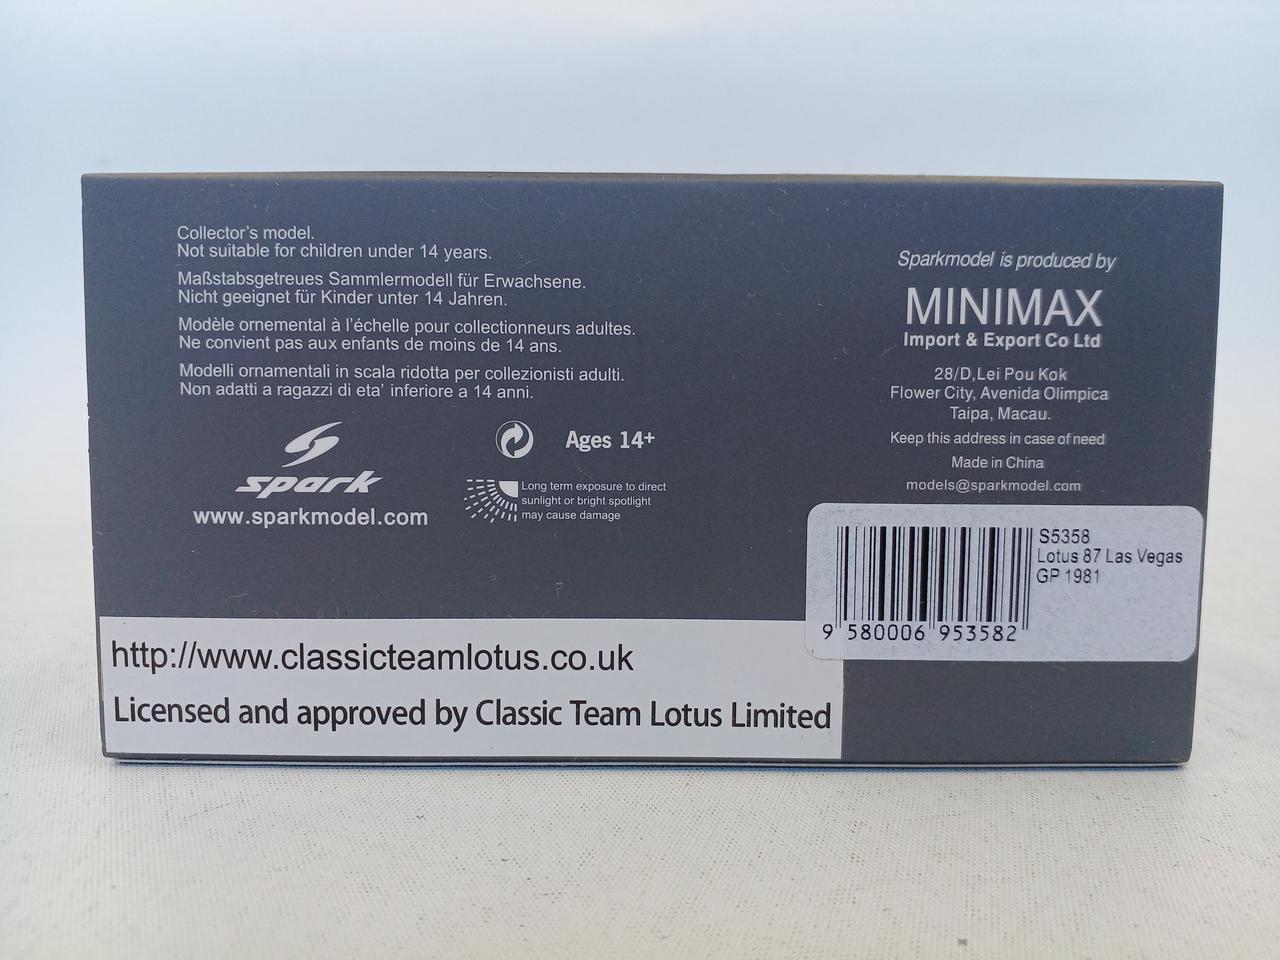 Collector's model.
Not suitable for children under 14 years.
Maßstabsgetreues Sammlermodell für Erwachsene.
Nicht geeignet für Kinder unter 14 Jahren.
Modèle ornemental à l'échelle pour collectionneurs adultes.
Ne convient pas aux enfants de moins de 14 ans.
Modelli ornamentali in scala ridotta per collezionisti adulti.
Non adatti a ragazzi di eta' inferiore a 14 anni.
Ages 14+
spark
www.sparkmodel.com
Long term exposure to direct
sunlight or bright spotlight
may cause damage
Sparkmodel is produced by
MINIMAX
Import & Export Co Ltd
28/D,Lei Pou Kok
Flower City, Avenida Olimpica
Taipa, Macau.
Keep this address in case of need
Made in China
models@sparkmodel.com
S5358
Lotus 87 Las Vegas
GP 1981
9 580006 953582
http://www.classicteamlotus.co.uk
Licensed and approved by Classic Team Lotus Limited